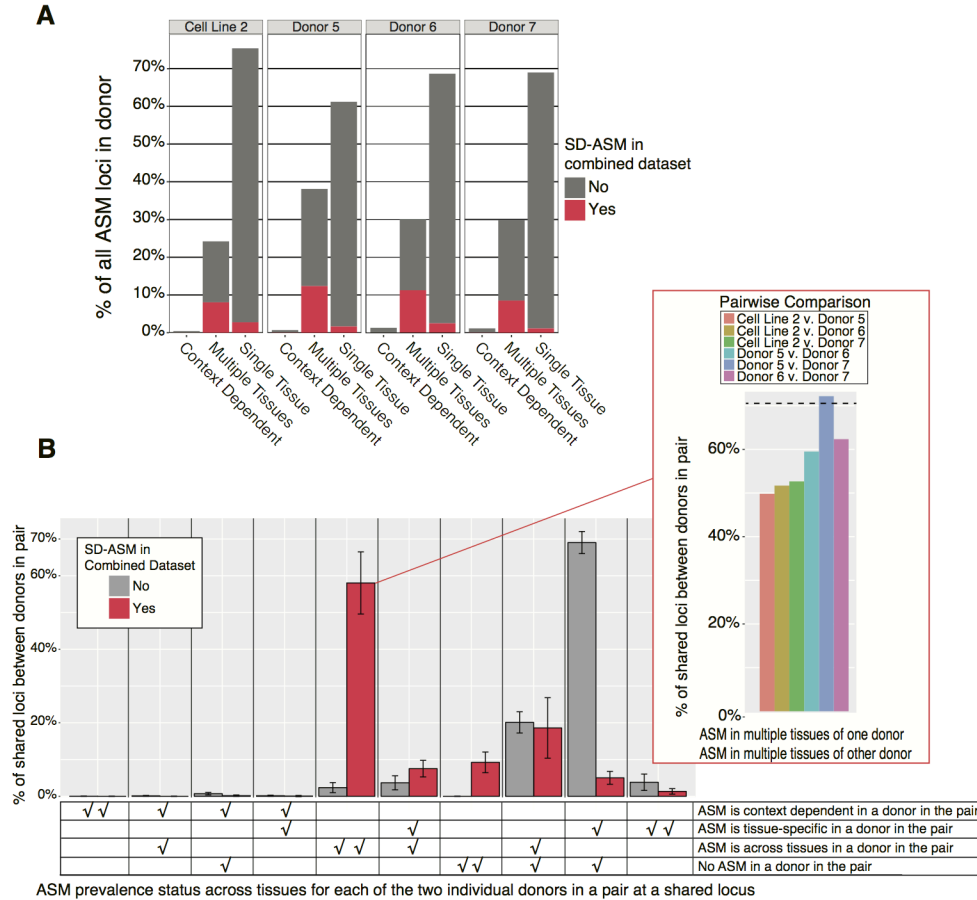 A
Cell Line 2 Donor 5 Donor 6 Donor 7
% of all ASM loci in donor
70%
60%
50%
40%
30%
20%
10%
0%
Context Dependent
Multiple Tissues
Single Tissue
Context Dependent
Multiple Tissues
Single Tissue
Context Dependent
Multiple Tissues
Single Tissue
Context Dependent
Multiple Tissues
Single Tissue
SD-ASM in
combined dataset
No
Yes
Pairwise Comparison
Cell Line 2 v. Donor 5
Cell Line 2 v. Donor 6
Cell Line 2 v. Donor 7
Donor 5 v. Donor 6
Donor 5 v. Donor 7
Donor 6 v. Donor 7
% of shared loci between donors in pair
60%
40%
20%
0%
ASM in multiple tissues of one donor
ASM in multiple tissues of other donor
B
% of shared loci between donors in pair
70%
60%
40%
20%
0%
SD-ASM in
Combined Dataset
No
Yes
√ √ √ √ √ ASM is context dependent in a donor in the pair
√ √ √ √ √ ASM is tissue-specific in a donor in the pair
√ √ √ √ √ ASM is across tissues in a donor in the pair
√ √ √ √ √ No ASM in a donor in the pair
ASM prevalence status across tissues for each of the two individual donors in a pair at a shared locus